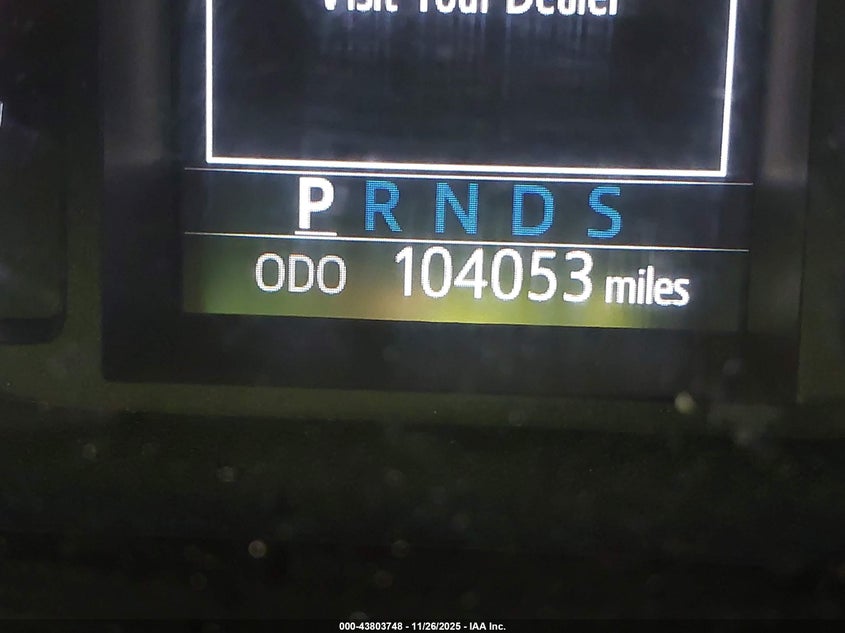 Visit Your Dealer
P R N D S
ODO 104053 miles
000-43803748 - 11/26/2025 - IAA Inc.